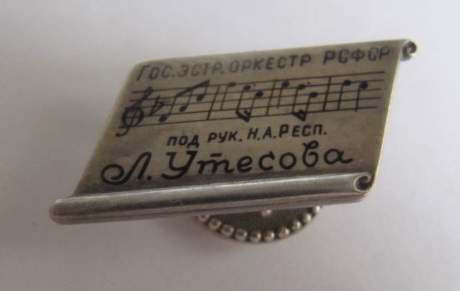 ГОС.ЭСТР.ОРКЕСТР РСФСР
ПОД РУК. Н.А.РЕСП.
Л.Утесова